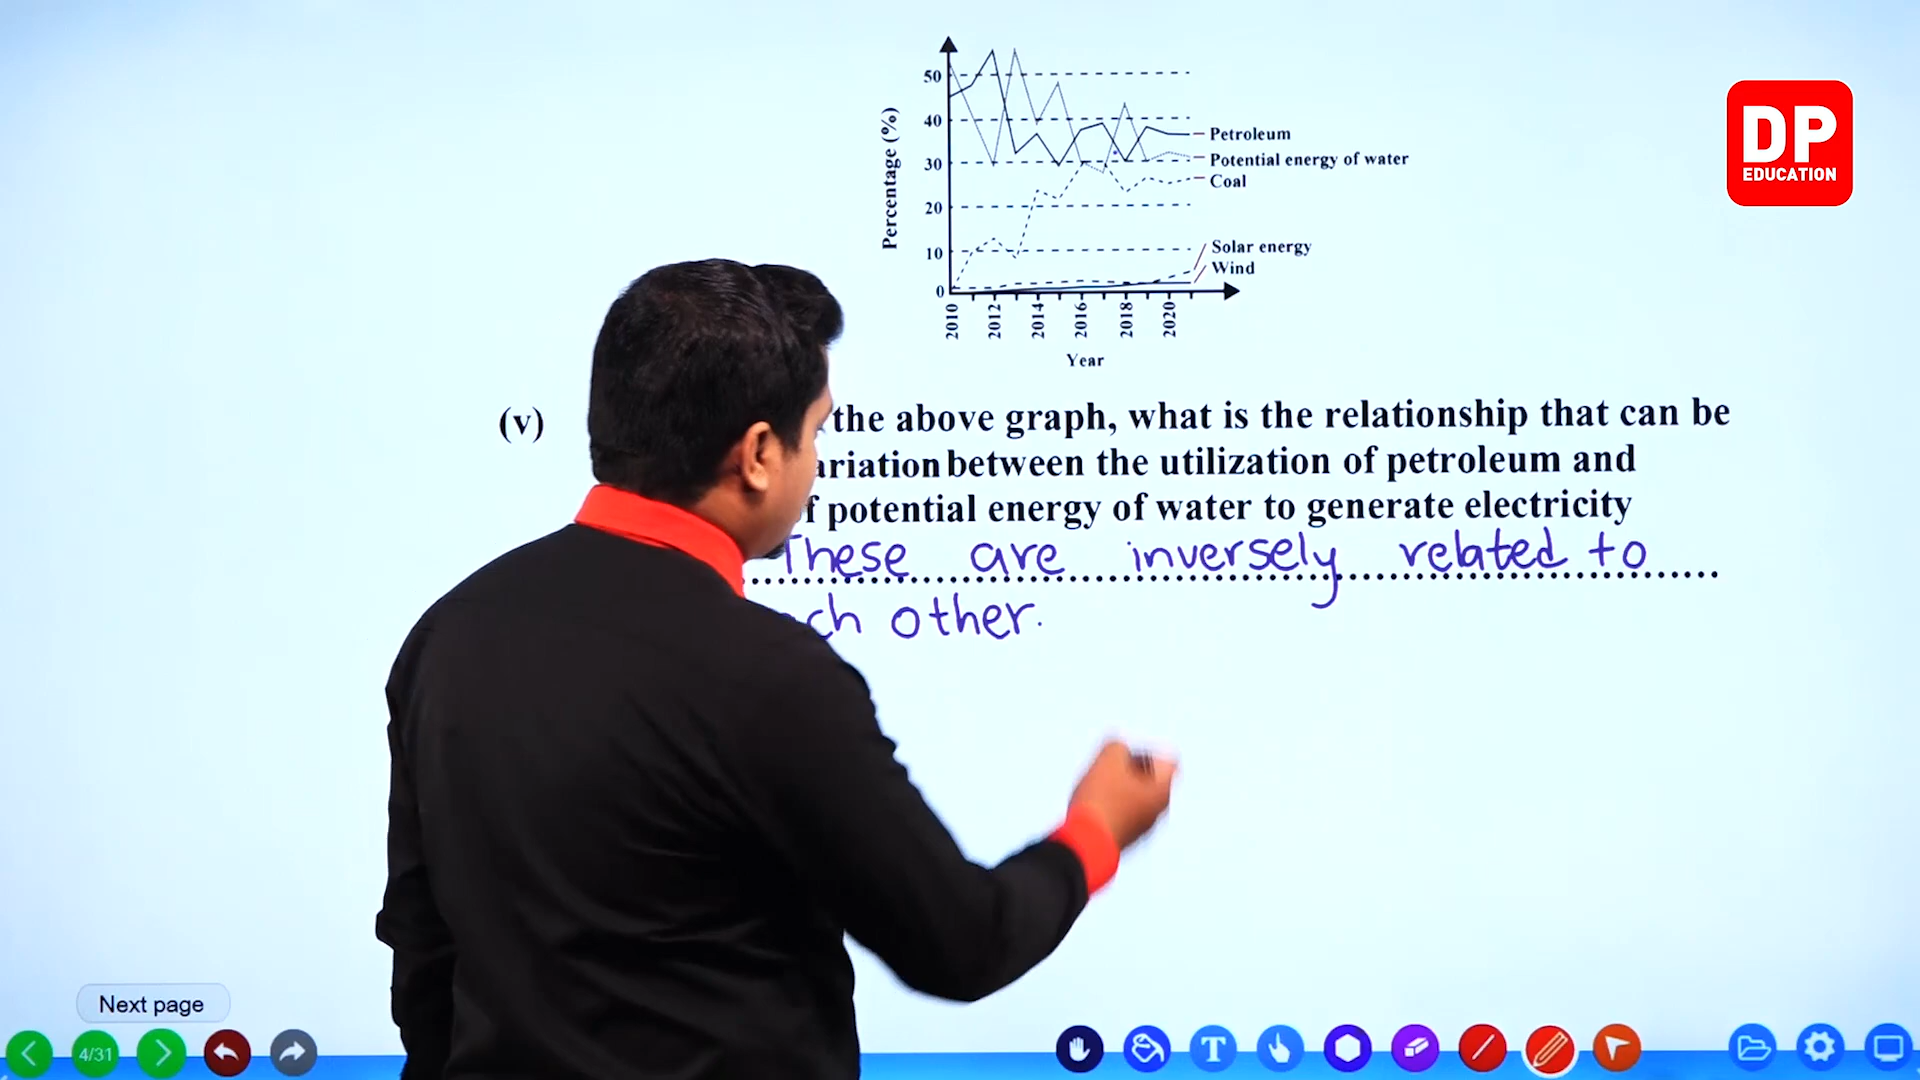 DP
EDUCATION
Percentage (%)
50
40
30
20
10
0
Petroleum
Potential energy of water
Coal
Solar energy
Wind
2010
2012
2014
2016
2018
2020
Year
(v) the above graph, what is the relationship that can be
between the utilization of petroleum and
potential energy of water to generate electricity
These are inversely related to
other.
Next page
4/31
T